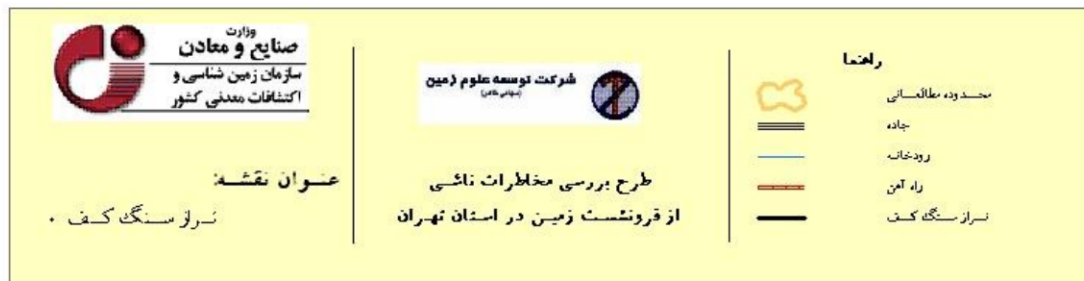 راهنما
محدوده مطالعاتی
جاده
رودخانه
راه آهن
تراز سنگ کف
شرکت توسعه علوم زمین
(سهامی خاص)
طرح بررسی مخاطرات ناشی
از فرونشست زمین در استان تهران
وزارت
صنایع و معادن
سازمان زمین شناسی و
اکتشافات معدنی کشور
عنوان نقشه:
تراز سنگ کف .